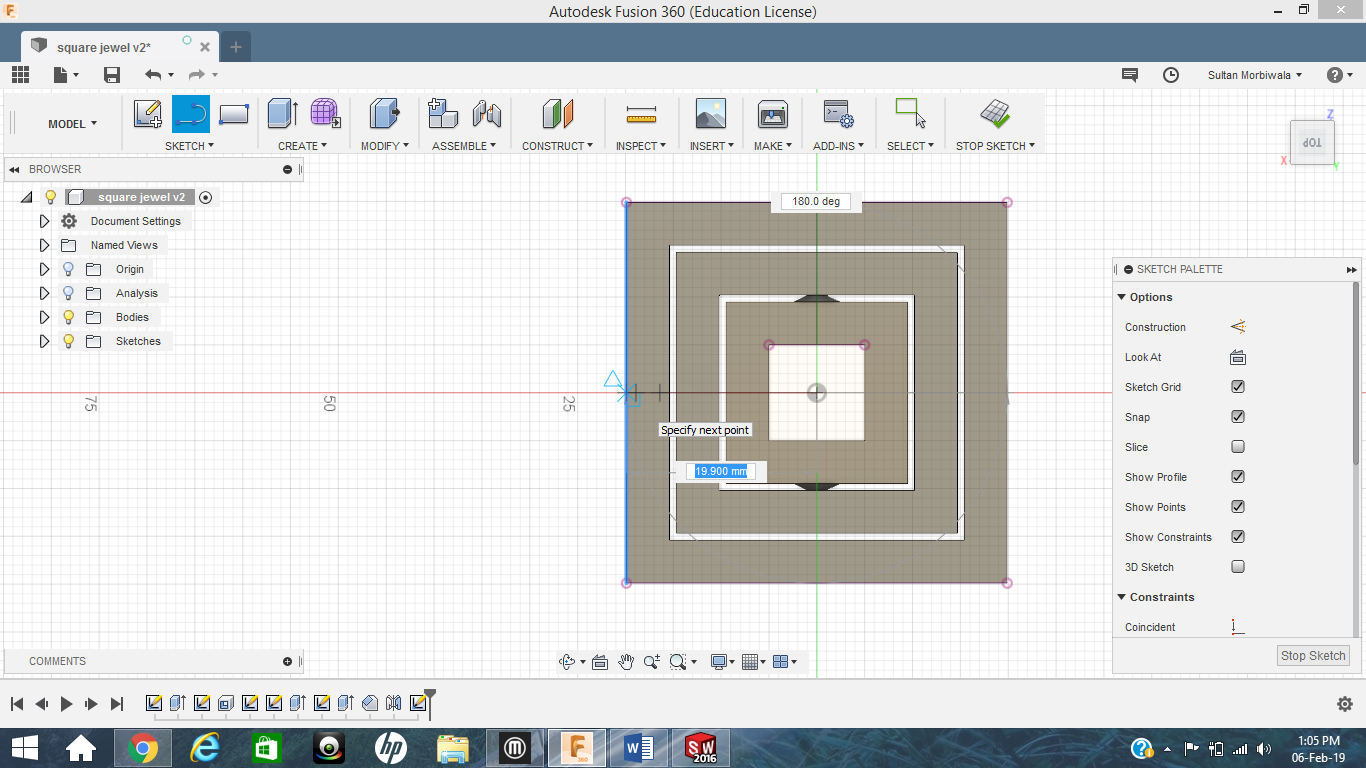 Autodesk Fusion 360 (Education License)
square jewel v2*
Sultan Morbiwala
MODEL
SKETCH
CREATE
MODIFY
ASSEMBLE
CONSTRUCT
INSPECT
INSERT
MAKE
ADD-INS
SELECT
STOP SKETCH
BROWSER
square jewel v2
Document Settings
Named Views
Origin
Analysis
Bodies
Sketches
Z
TOP
X
Y
180.0 deg
75
50
25
Specify next point
19.900 mm
SKETCH PALETTE
Options
Construction
Look At
Sketch Grid
Snap
Slice
Show Profile
Show Points
Show Constraints
3D Sketch
Constraints
Coincident
Stop Sketch
COMMENTS
1:05 PM
06-Feb-19
hp
F
360
W
SW
2016